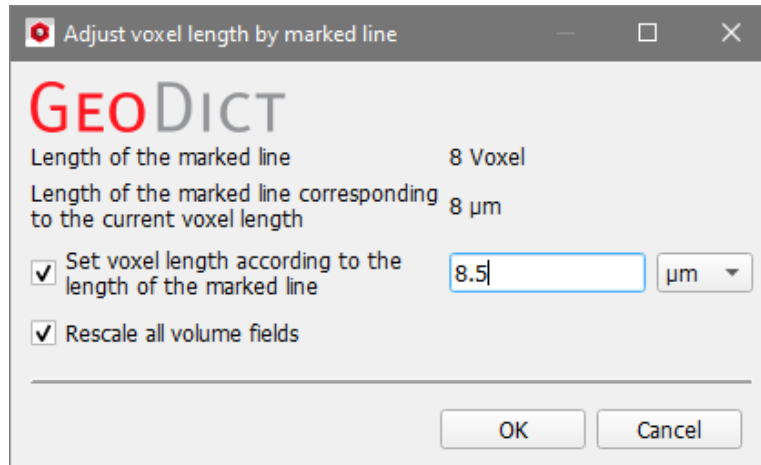 Adjust voxel length by marked line
GEODICT
Length of the marked line 8 Voxel
Length of the marked line corresponding
to the current voxel length 8 µm
Set voxel length according to the
length of the marked line 8.5 µm
Rescale all volume fields
OK Cancel